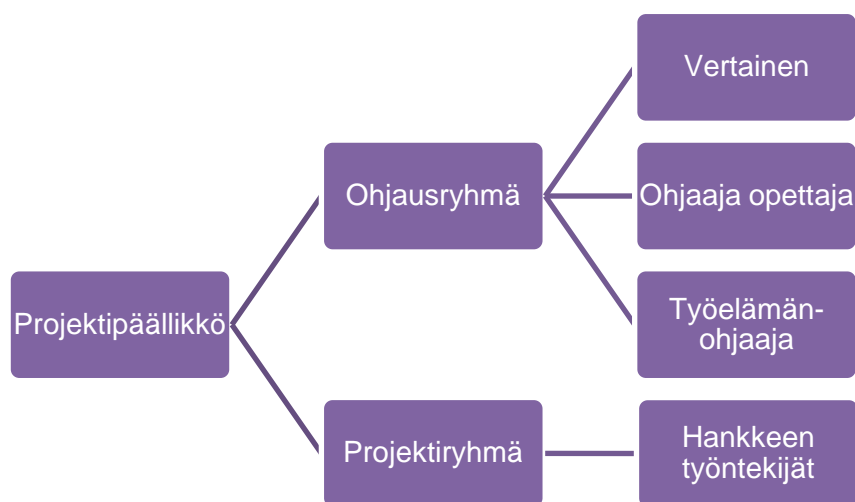 Vertainen
Ohjausryhmä
Ohjaaja opettaja
Projektipäällikkö
Työelämän-
ohjaaja
Projektiryhmä
Hankkeen
työntekijät